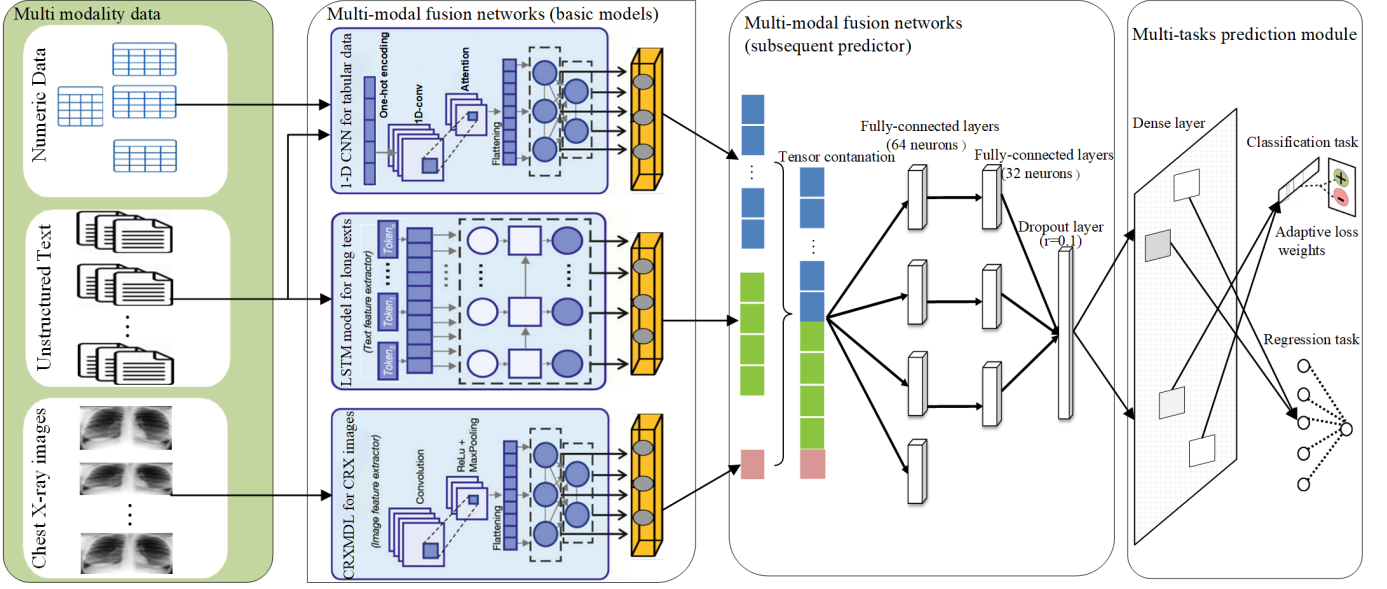 Multi modality data
Numeric Data
Unstructured Text
Chest X-ray images
Multi-modal fusion networks (basic models)
1-D CNN for tabular data
One-hot encoding
1D-conv
Attention
Flattening
LSTM model for long texts
(Text feature extractor)
Token
Token
Token
CRXMDL for CRX images
(Image feature extractor)
Convolution
ReLu +
MaxPooling
Flattening
Multi-modal fusion networks
(subsequent predictor)
Tensor contanation
Fully-connected layers
(64 neurons )
Fully-connected layers
(32 neurons )
Dropout layer
(r=0.1)
Multi-tasks prediction module
Dense layer
Classification task
+
-
Adaptive loss
weights
Regression task